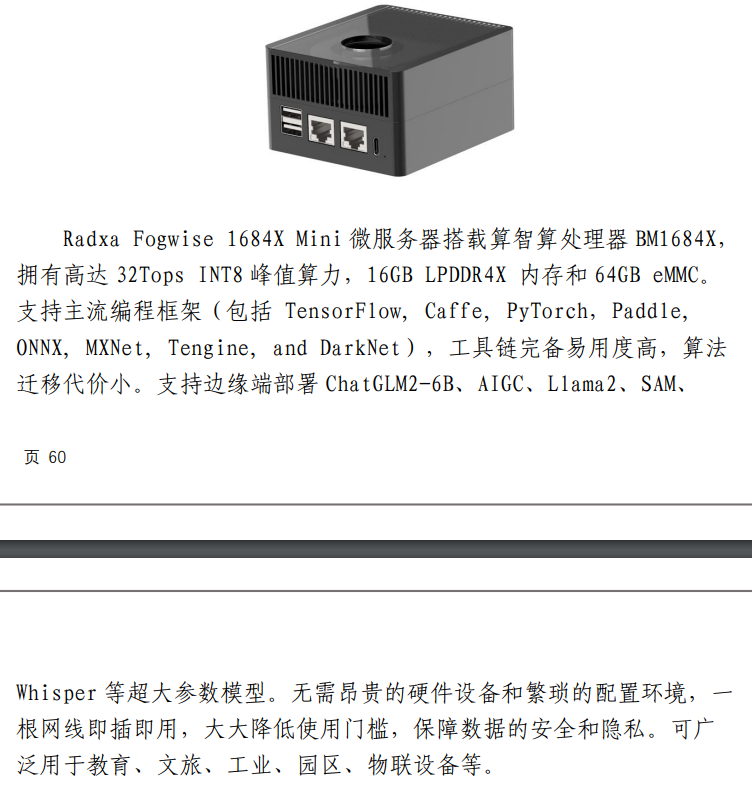 Radxa Fogwise 1684X Mini 微服务器搭载算智算处理器 BM1684X,
拥有高达 32Tops INT8 峰值算力，16GB LPDDR4X 内存和 64GB eMMC。
支持主流编程框架（包括 TensorFlow, Caffe, PyTorch，Paddle,
ONNX, MXNet, Tengine, and DarkNet），工具链完备易用度高，算法
迁移代价小。支持边缘端部署 ChatGLM2-6B、AIGC、Llama2、SAM、
页 60
Whisper 等超大参数模型。无需昂贵的硬件设备和繁琐的配置环境，一
根网线即插即用，大大降低使用门槛，保障数据的安全和隐私。可广
泛用于教育、文旅、工业、园区、物联设备等。